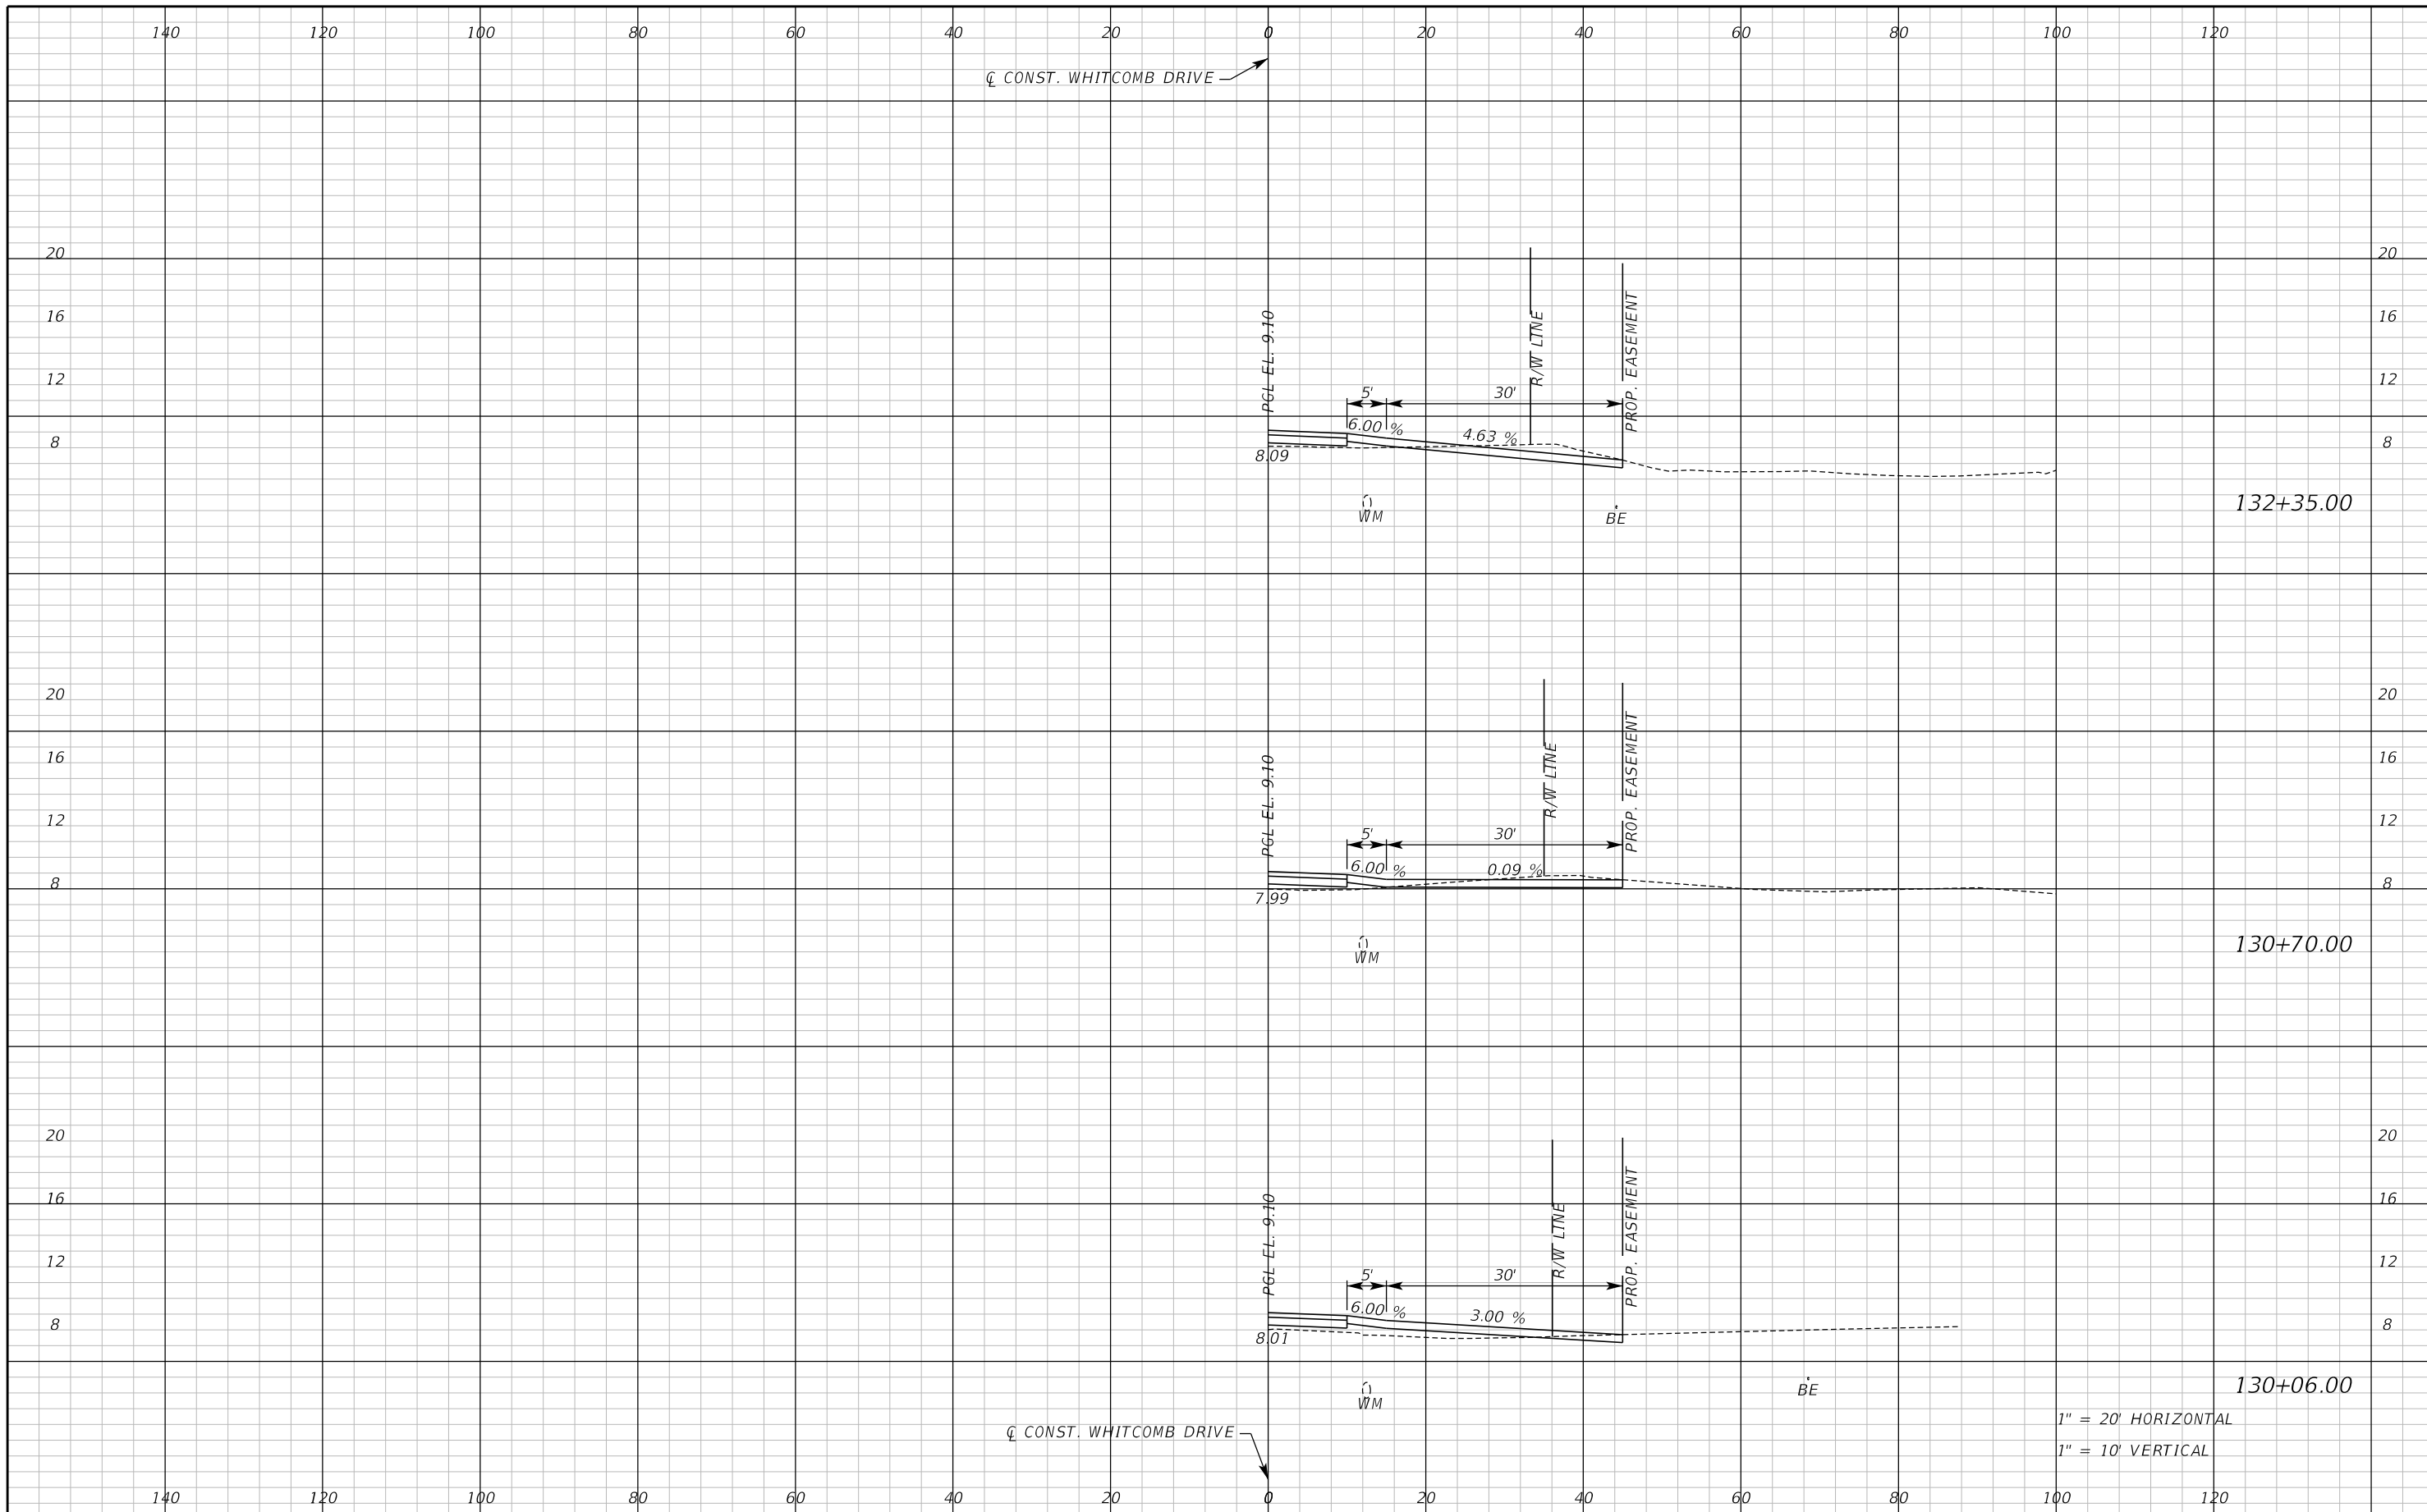 140 120 100 80 60 40 20 0 20 40 60 80 100 120
℄ CONST. WHITCOMB DRIVE
20 20
16 16
12 12
8 8
PGL EL. 9.10
R/W LINE
PROP. EASEMENT
5' 30'
6.00 % 4.63 %
8.09
WM BE
132+35.00
20 20
16 16
12 12
8 8
PGL EL. 9.10
R/W LINE
PROP. EASEMENT
5' 30'
6.00 % 0.09 %
7.99
WM
130+70.00
20 20
16 16
12 12
8 8
PGL EL. 9.10
R/W LINE
PROP. EASEMENT
5' 30'
6.00 % 3.00 %
8.01
WM BE
130+06.00
1" = 20' HORIZONTAL
1" = 10' VERTICAL
℄ CONST. WHITCOMB DRIVE
140 120 100 80 60 40 20 0 20 40 60 80 100 120